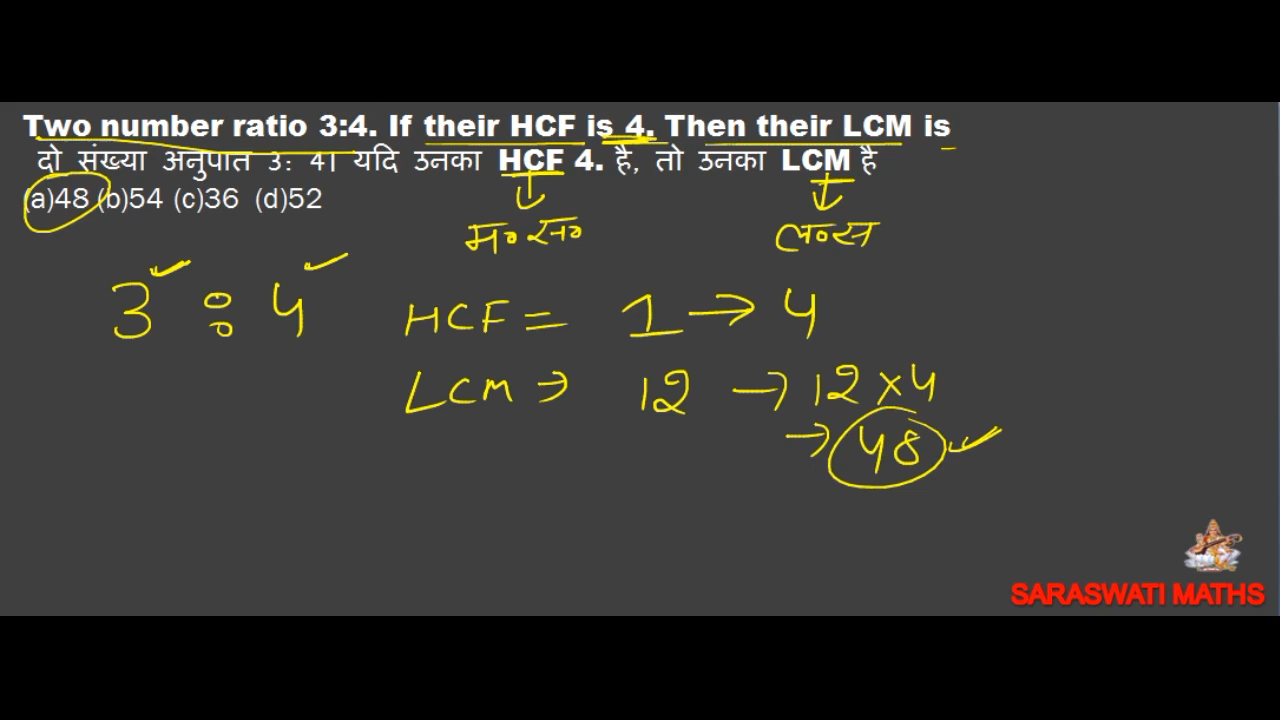 Two number ratio 3:4. If their HCF is 4. Then their LCM is
दो संख्या अनुपात 3: 4। यदि उनका HCF 4. है, तो उनका LCM है
(a)48 (b)54 (c)36 (d)52
म०स० ल०स
3 : 4 HCF = 1 → 4
LCM → 12 → 12 × 4
→ 48
SARASWATI MATHS